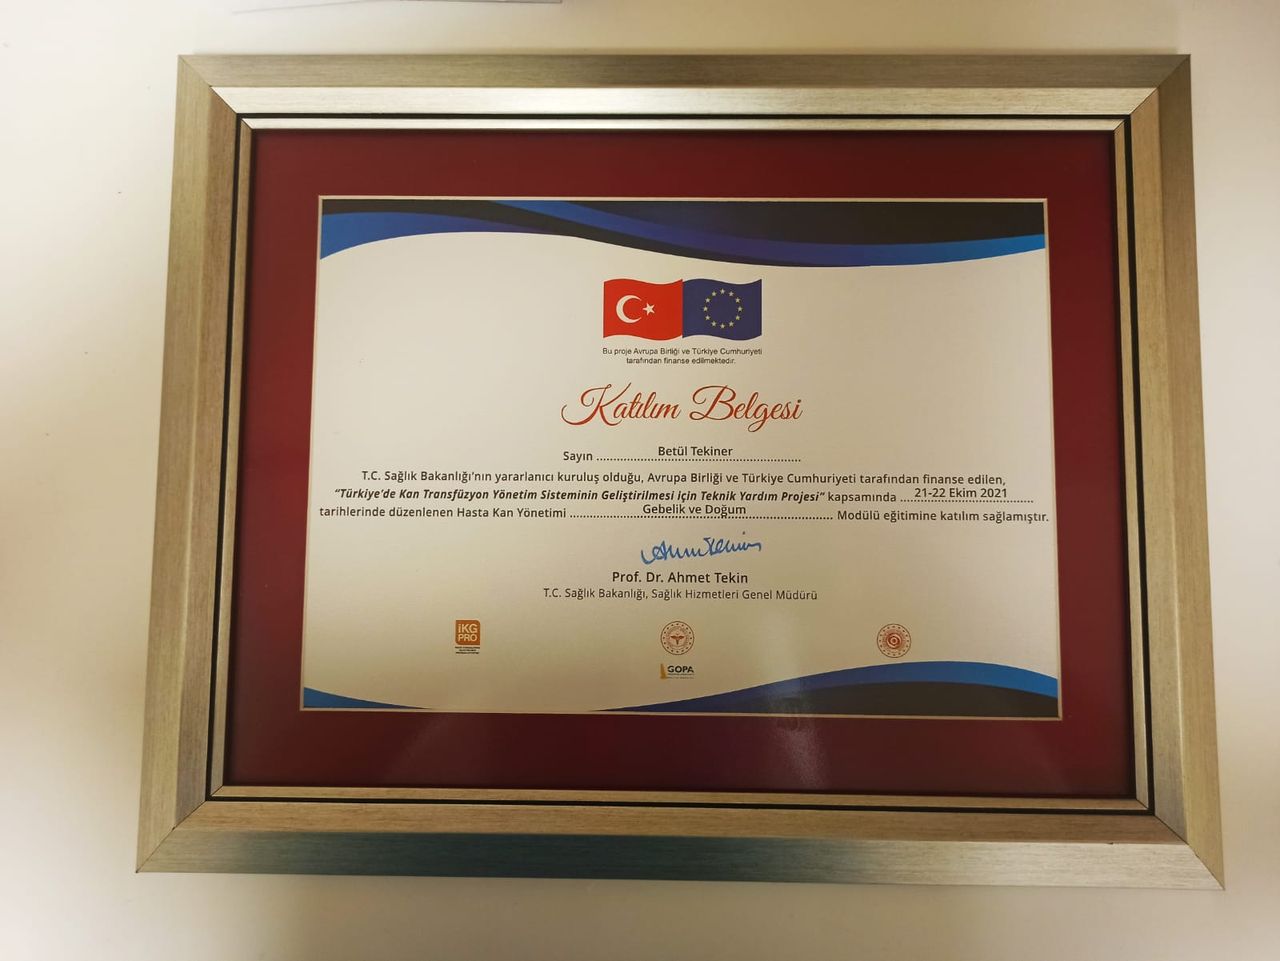 Bu proje Avrupa Birliği ve Türkiye Cumhuriyeti
tarafından finanse edilmektedir.
Katılım Belgesi
Sayın ........ Betül Tekiner ........
T.C. Sağlık Bakanlığı'nın yararlanıcı kuruluş olduğu, Avrupa Birliği ve Türkiye Cumhuriyeti tarafından finanse edilen,
"Türkiye'de Kan Transfüzyon Yönetim Sisteminin Geliştirilmesi için Teknik Yardım Projesi" kapsamında 21-22 Ekim 2021
tarihlerinde düzenlenen Hasta Kan Yönetimi ........ Gebelik ve Doğum ........ Modülü eğitimine katılım sağlamıştır.
Prof. Dr. Ahmet Tekin
T.C. Sağlık Bakanlığı, Sağlık Hizmetleri Genel Müdürü
iKG
PRO
GOPA